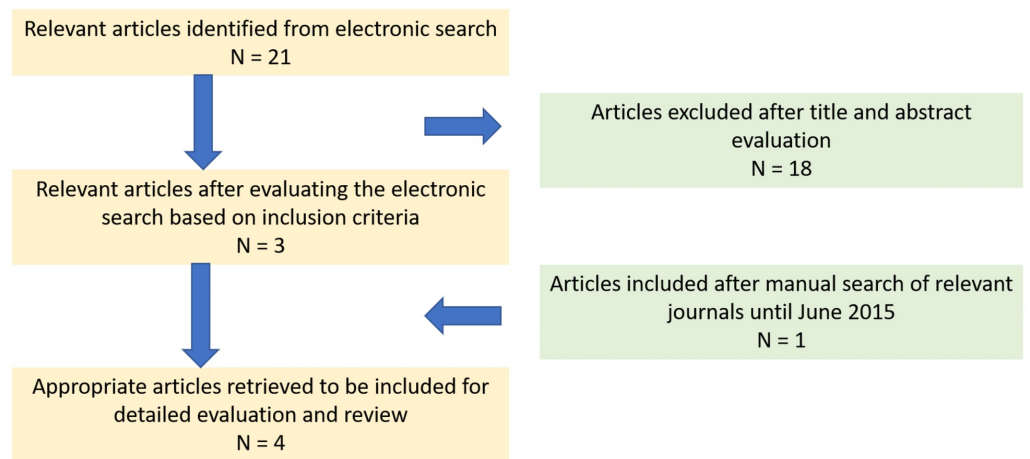 Relevant articles identified from electronic search
N = 21
Articles excluded after title and abstract
evaluation
N = 18
Relevant articles after evaluating the electronic
search based on inclusion criteria
N = 3
Articles included after manual search of relevant
journals until June 2015
N = 1
Appropriate articles retrieved to be included for
detailed evaluation and review
N = 4